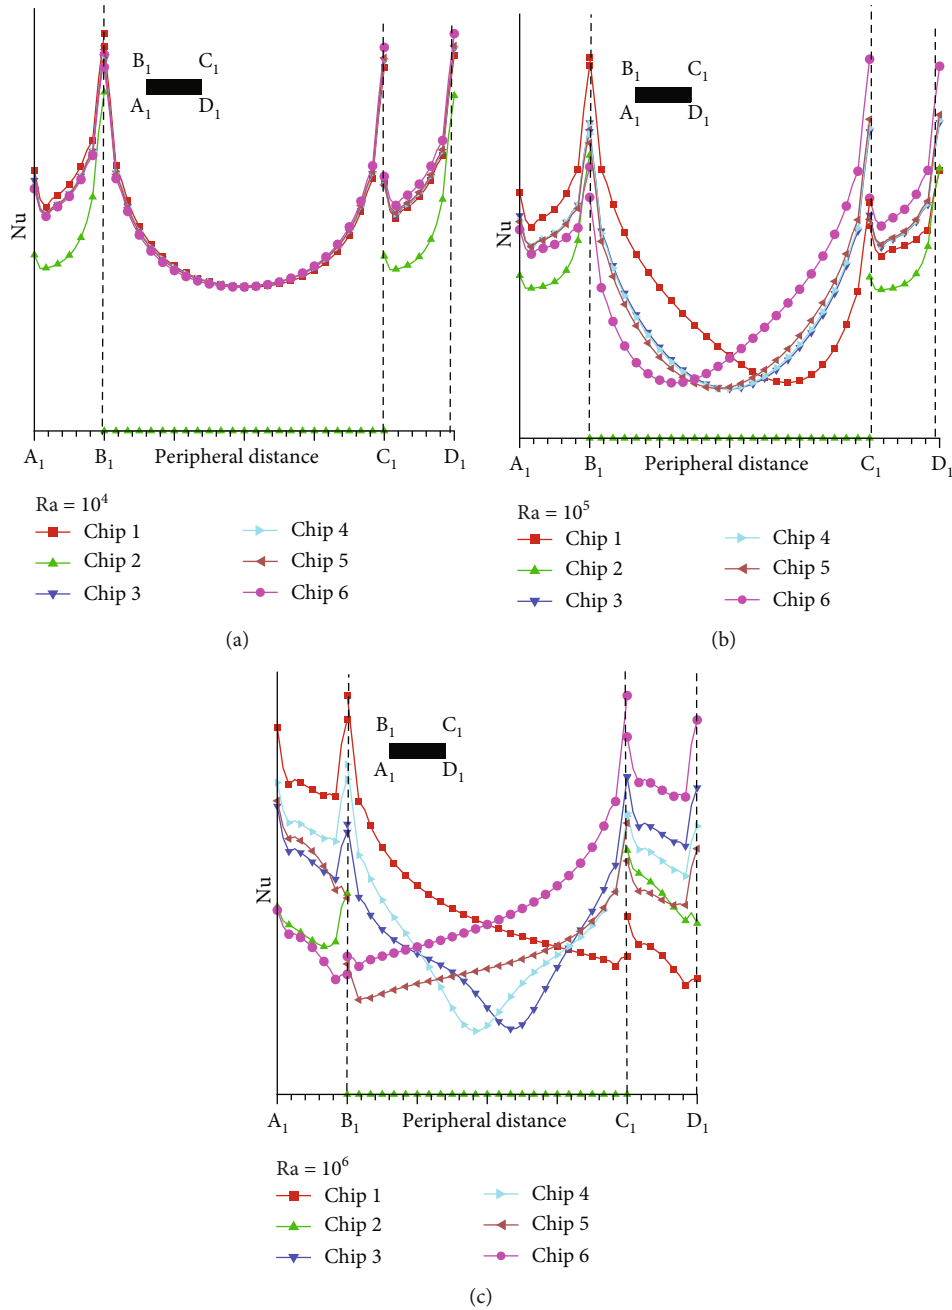 B1 C1
A1 D1
Nu
A1 B1 Peripheral distance C1 D1
Ra = 10^4
Chip 1 Chip 4
Chip 2 Chip 5
Chip 3 Chip 6
(a)
B1 C1
A1 D1
Nu
A1 B1 Peripheral distance C1 D1
Ra = 10^5
Chip 1 Chip 4
Chip 2 Chip 5
Chip 3 Chip 6
(b)
B1 C1
A1 D1
Nu
A1 B1 Peripheral distance C1 D1
Ra = 10^6
Chip 1 Chip 4
Chip 2 Chip 5
Chip 3 Chip 6
(c)